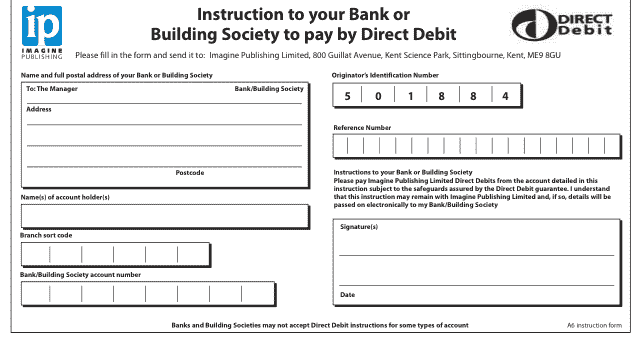 ip
IMAGINE
PUBLISHING
Instruction to your Bank or
Building Society to pay by Direct Debit
DIRECT
Debit
Please fill in the form and send it to: Imagine Publishing Limited, 800 Guillat Avenue, Kent Science Park, Sittingbourne, Kent, ME9 8GU
Name and full postal address of your Bank or Building Society
To: The Manager Bank/Building Society
Address
Postcode
Name(s) of account holder(s)
Branch sort code
Bank/Building Society account number
Originator's Identification Number
5 0 1 8 8 4
Reference Number
Instructions to your Bank or Building Society
Please pay Imagine Publishing Limited Direct Debits from the account detailed in this
instruction subject to the safeguards assured by the Direct Debit guarantee. I understand
that this instruction may remain with Imagine Publishing Limited and, if so, details will be
passed on electronically to my Bank/Building Society
Signature(s)
Date
Banks and Building Societies may not accept Direct Debit instructions for some types of account
A6 instruction form